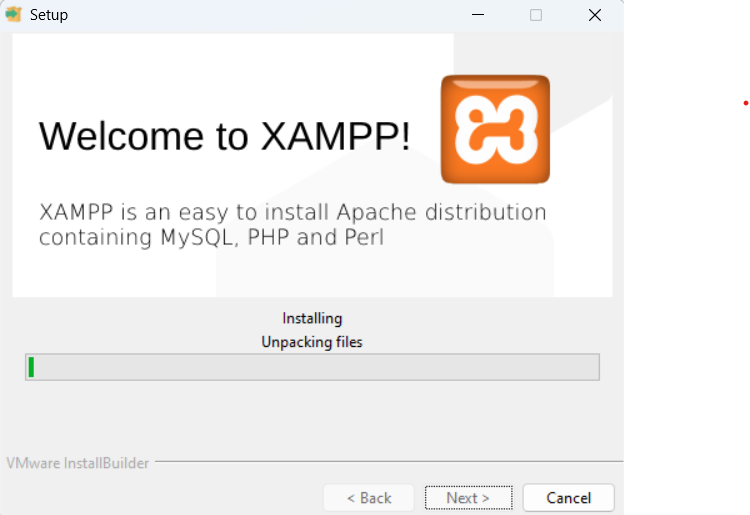 Setup
Welcome to XAMPP!
XAMPP is an easy to install Apache distribution
containing MySQL, PHP and Perl
Installing
Unpacking files
VMware InstallBuilder
< Back
Next >
Cancel